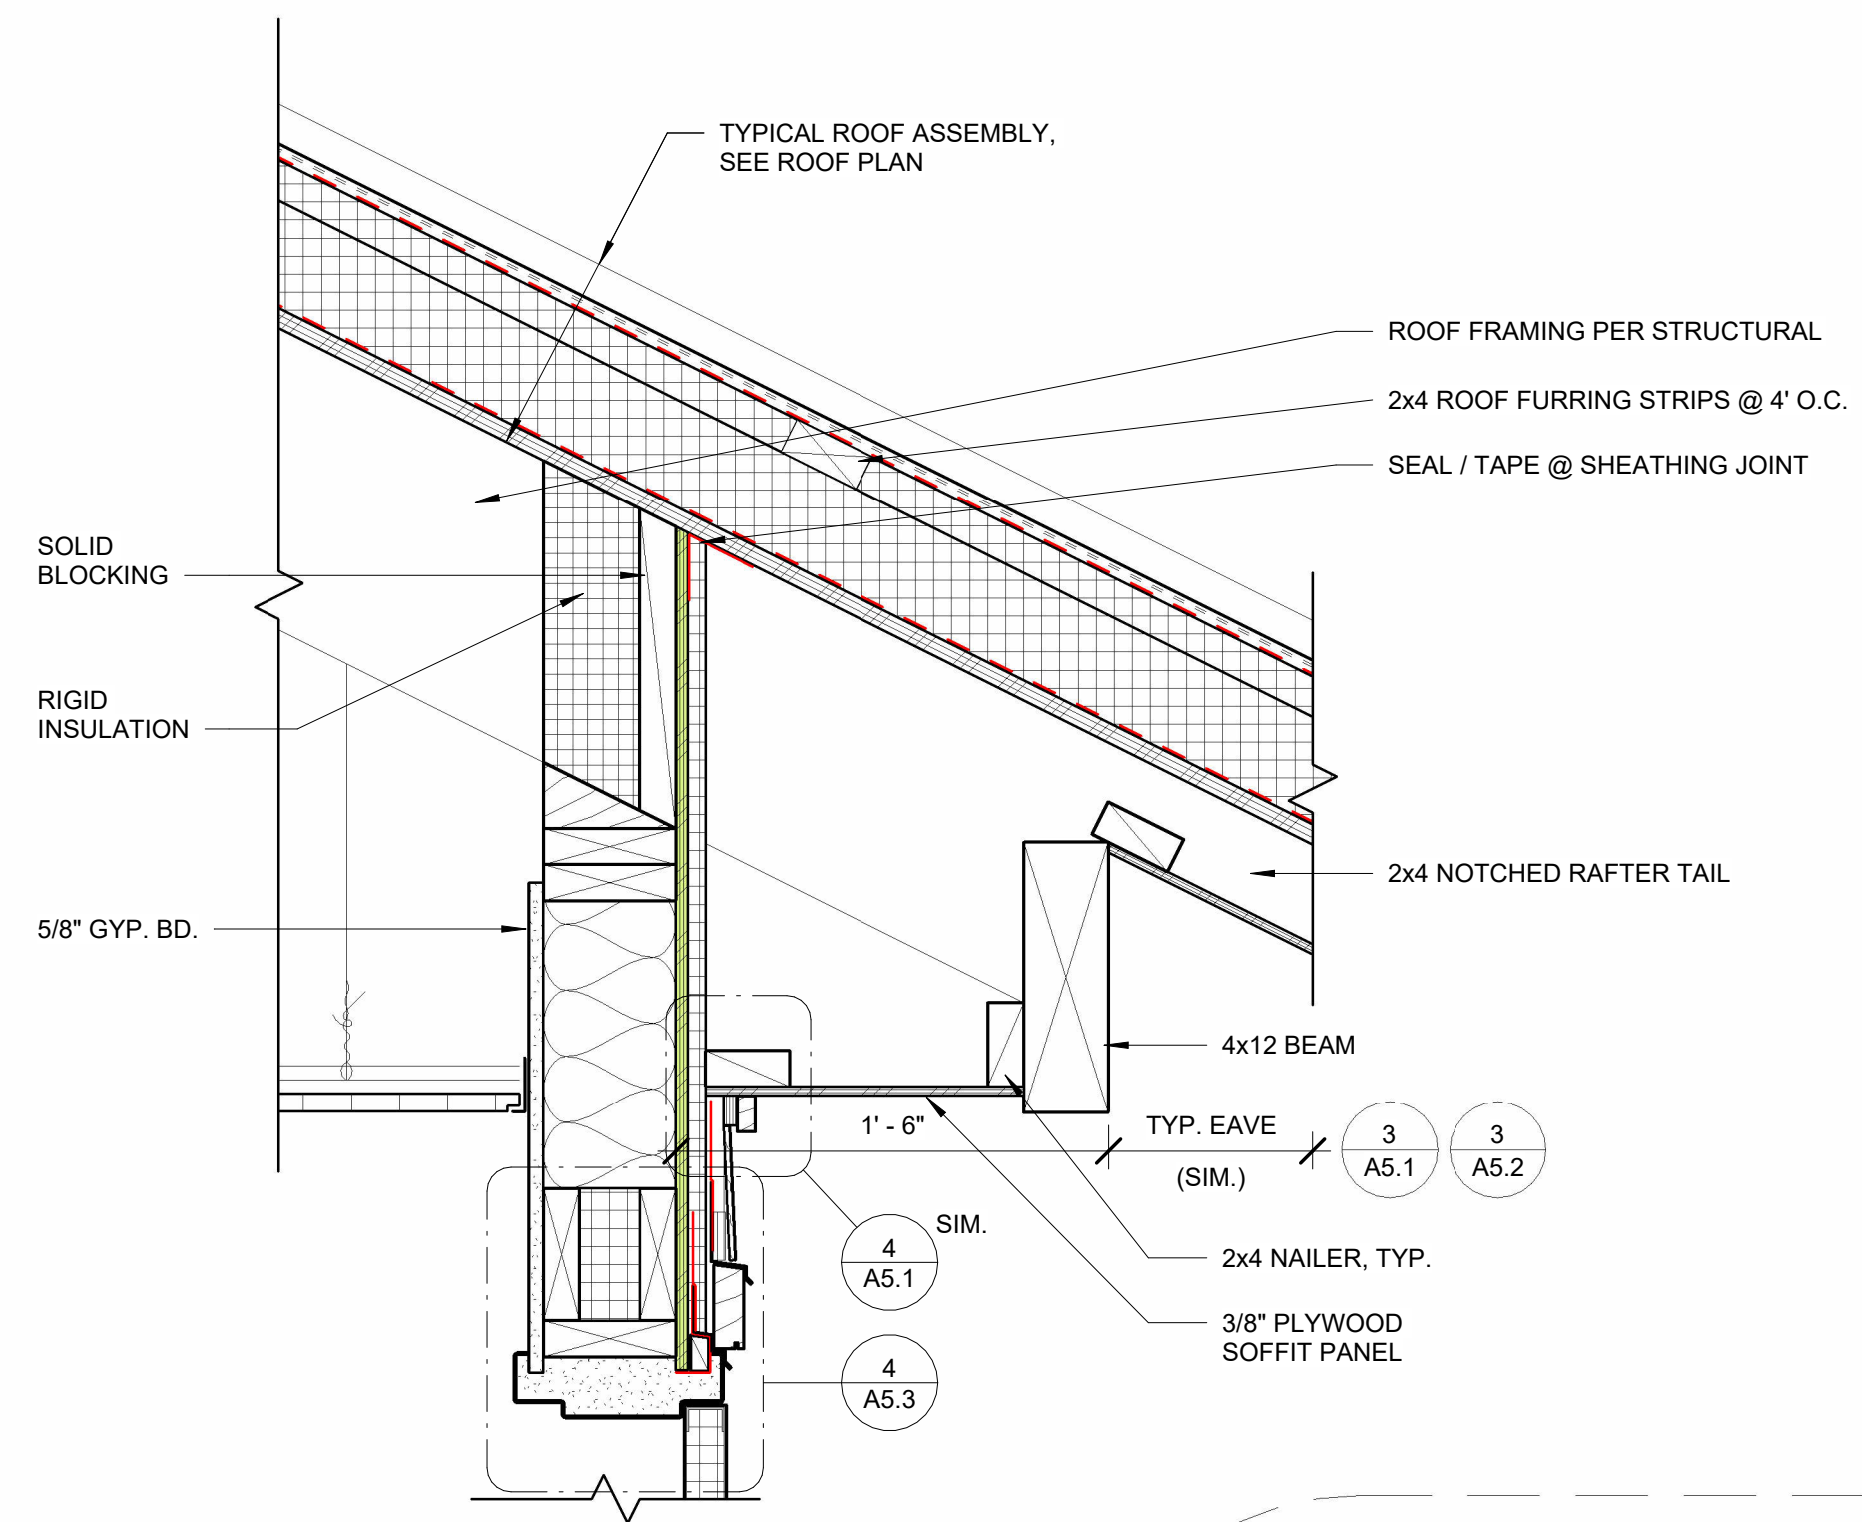 TYPICAL ROOF ASSEMBLY,
SEE ROOF PLAN
ROOF FRAMING PER STRUCTURAL
2x4 ROOF FURRING STRIPS @ 4' O.C.
SEAL / TAPE @ SHEATHING JOINT
SOLID
BLOCKING
RIGID
INSULATION
5/8" GYP. BD.
2x4 NOTCHED RAFTER TAIL
4x12 BEAM
1' - 6"
TYP. EAVE
(SIM.)
3
A5.1
3
A5.2
SIM.
4
A5.1
2x4 NAILER, TYP.
3/8" PLYWOOD
SOFFIT PANEL
4
A5.3